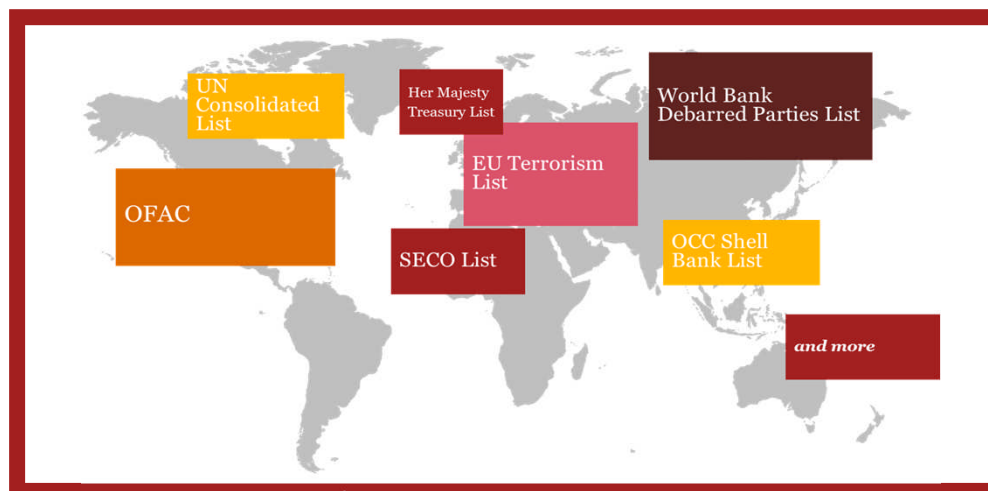 UN
Consolidated
List
Her Majesty
Treasury List
World Bank
Debarred Parties List
EU Terrorism
List
OFAC
SECO List
OCC Shell
Bank List
and more